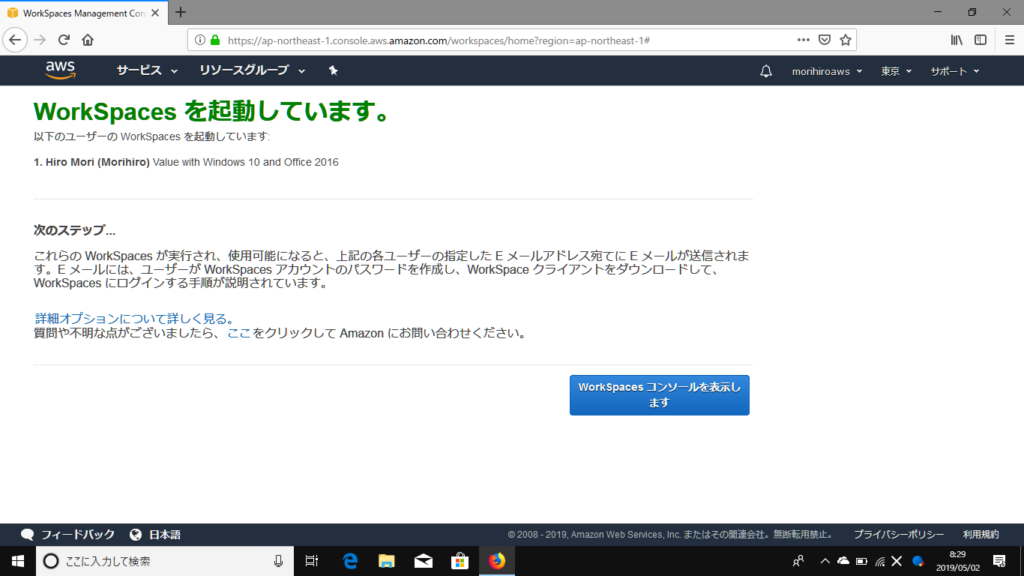 WorkSpaces Management Con
https://ap-northeast-1.console.aws.amazon.com/workspaces/home?region=ap-northeast-1#
aws サービス リソースグループ morihiroaws 東京 サポート
WorkSpaces を起動しています。
以下のユーザーの WorkSpaces を起動しています:
1. Hiro Mori (Morihiro) Value with Windows 10 and Office 2016
次のステップ...
これらの WorkSpaces が実行され、使用可能になると、上記の各ユーザーの指定した E メールアドレス宛てに E メールが送信されま
す。E メールには、ユーザーが WorkSpaces アカウントのパスワードを作成し、WorkSpace クライアントをダウンロードして、
WorkSpaces にログインする手順が説明されています。
詳細オプションについて詳しく見る。
質問や不明な点がございましたら、ここをクリックして Amazon にお問い合わせください。
WorkSpaces コンソールを表示し
ます
フィードバック 日本語 © 2008 - 2019, Amazon Web Services, Inc. またはその関連会社。無断転用禁止。 プライバシーポリシー 利用規約
ここに入力して検索
8:29
2019/05/02